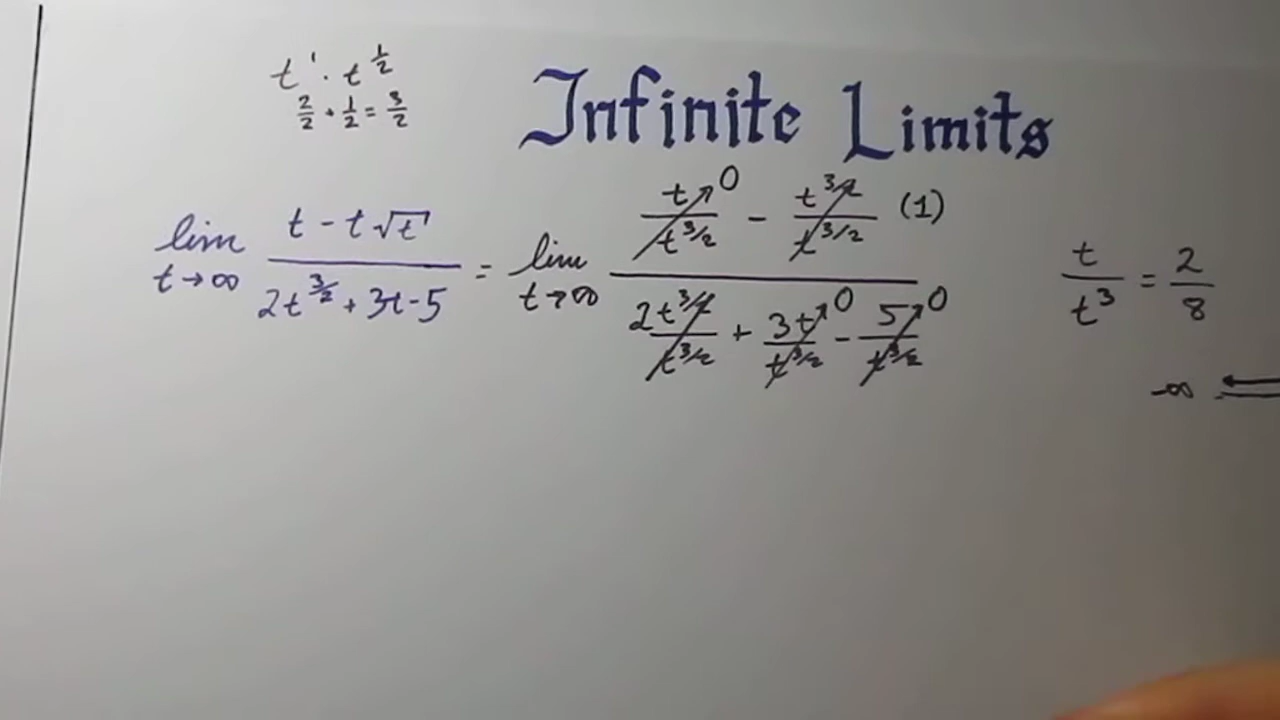 t¹ · t^½
2/2 + 1/2 = 3/2
Infinite Limits
lim t→∞ (t - t√t)/(2t^{3/2} + 3t - 5) = lim t→∞ (t/t^{3/2} ↗0 - t^{3/2}/t^{3/2} (1))/(2t^{3/2}/t^{3/2} + 3t/t^{3/2} ↗0 - 5/t^{3/2} ↗0)
t/t³ = 2/8
-∞